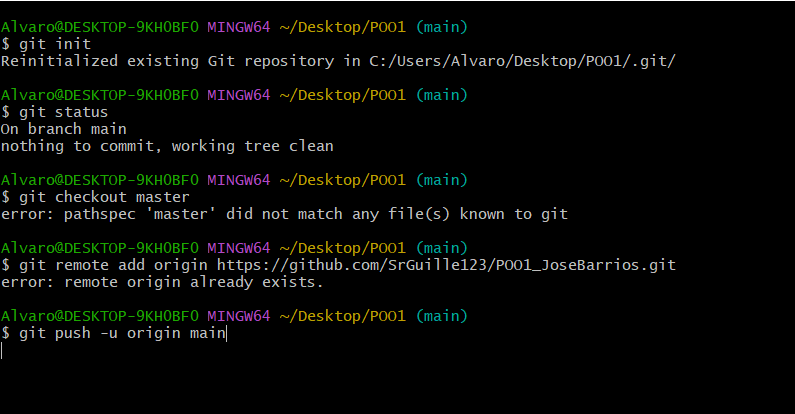 Alvaro@DESKTOP-9KH0BF0 MINGW64 ~/Desktop/POO1 (main)
$ git init
Reinitialized existing Git repository in C:/Users/Alvaro/Desktop/POO1/.git/
Alvaro@DESKTOP-9KH0BF0 MINGW64 ~/Desktop/POO1 (main)
$ git status
On branch main
nothing to commit, working tree clean
Alvaro@DESKTOP-9KH0BF0 MINGW64 ~/Desktop/POO1 (main)
$ git checkout master
error: pathspec 'master' did not match any file(s) known to git
Alvaro@DESKTOP-9KH0BF0 MINGW64 ~/Desktop/POO1 (main)
$ git remote add origin https://github.com/SrGuille123/POO1_JoseBarrios.git
error: remote origin already exists.
Alvaro@DESKTOP-9KH0BF0 MINGW64 ~/Desktop/POO1 (main)
$ git push -u origin main